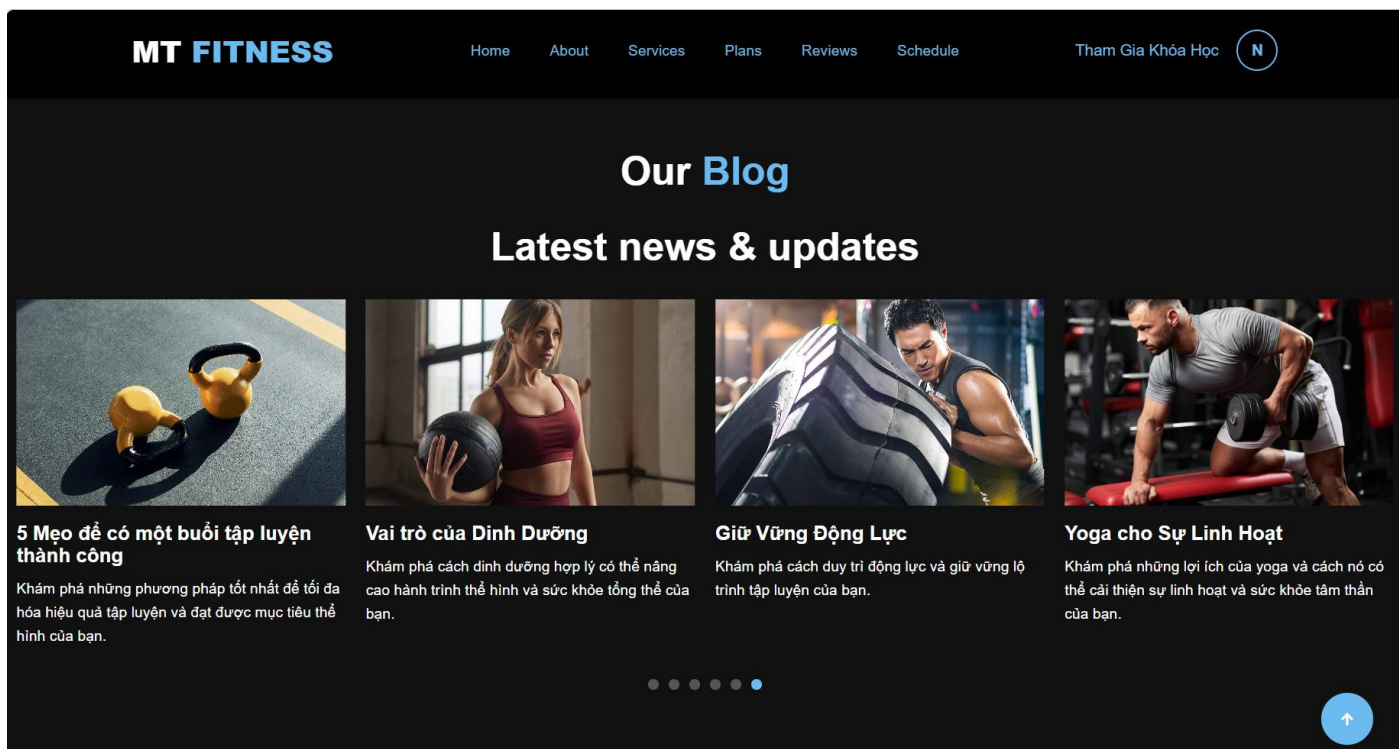 MT FITNESS
Home
About
Services
Plans
Reviews
Schedule
Tham Gia Khóa Học
N
Our Blog
Latest news & updates
5 Mẹo để có một buổi tập luyện
thành công
Khám phá những phương pháp tốt nhất để tối đa
hóa hiệu quả tập luyện và đạt được mục tiêu thể
hình của bạn.
Vai trò của Dinh Dưỡng
Khám phá cách dinh dưỡng hợp lý có thể nâng
cao hành trình thể hình và sức khỏe tổng thể của
bạn.
Giữ Vững Động Lực
Khám phá cách duy trì động lực và giữ vững lộ
trình tập luyện của bạn.
Yoga cho Sự Linh Hoạt
Khám phá những lợi ích của yoga và cách nó có
thể cải thiện sự linh hoạt và sức khỏe tâm thần
của bạn.